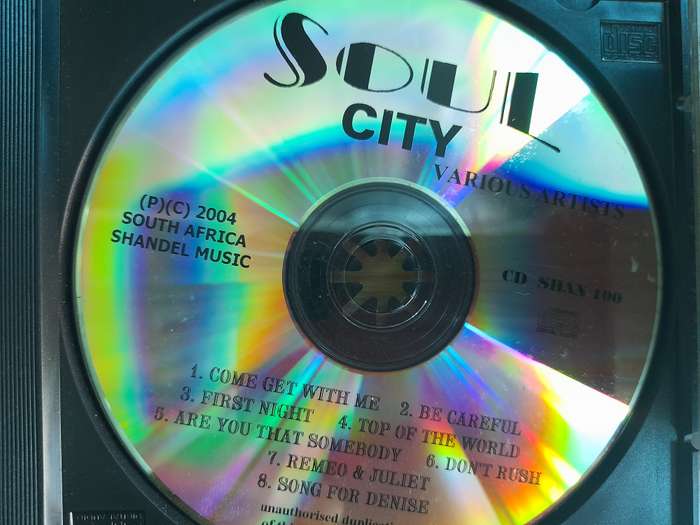 SOUL
CITY
VARIOUS ARTISTS
(P)(C) 2004
SOUTH AFRICA
SHANDEL MUSIC
CD SHAN 100
1. COME GET WITH ME 2. BE CAREFUL
3. FIRST NIGHT 4. TOP OF THE WORLD
5. ARE YOU THAT SOMEBODY 6. DON'T RUSH
7. REMEO & JULIET
8. SONG FOR DENISE
unauthorised
DISC